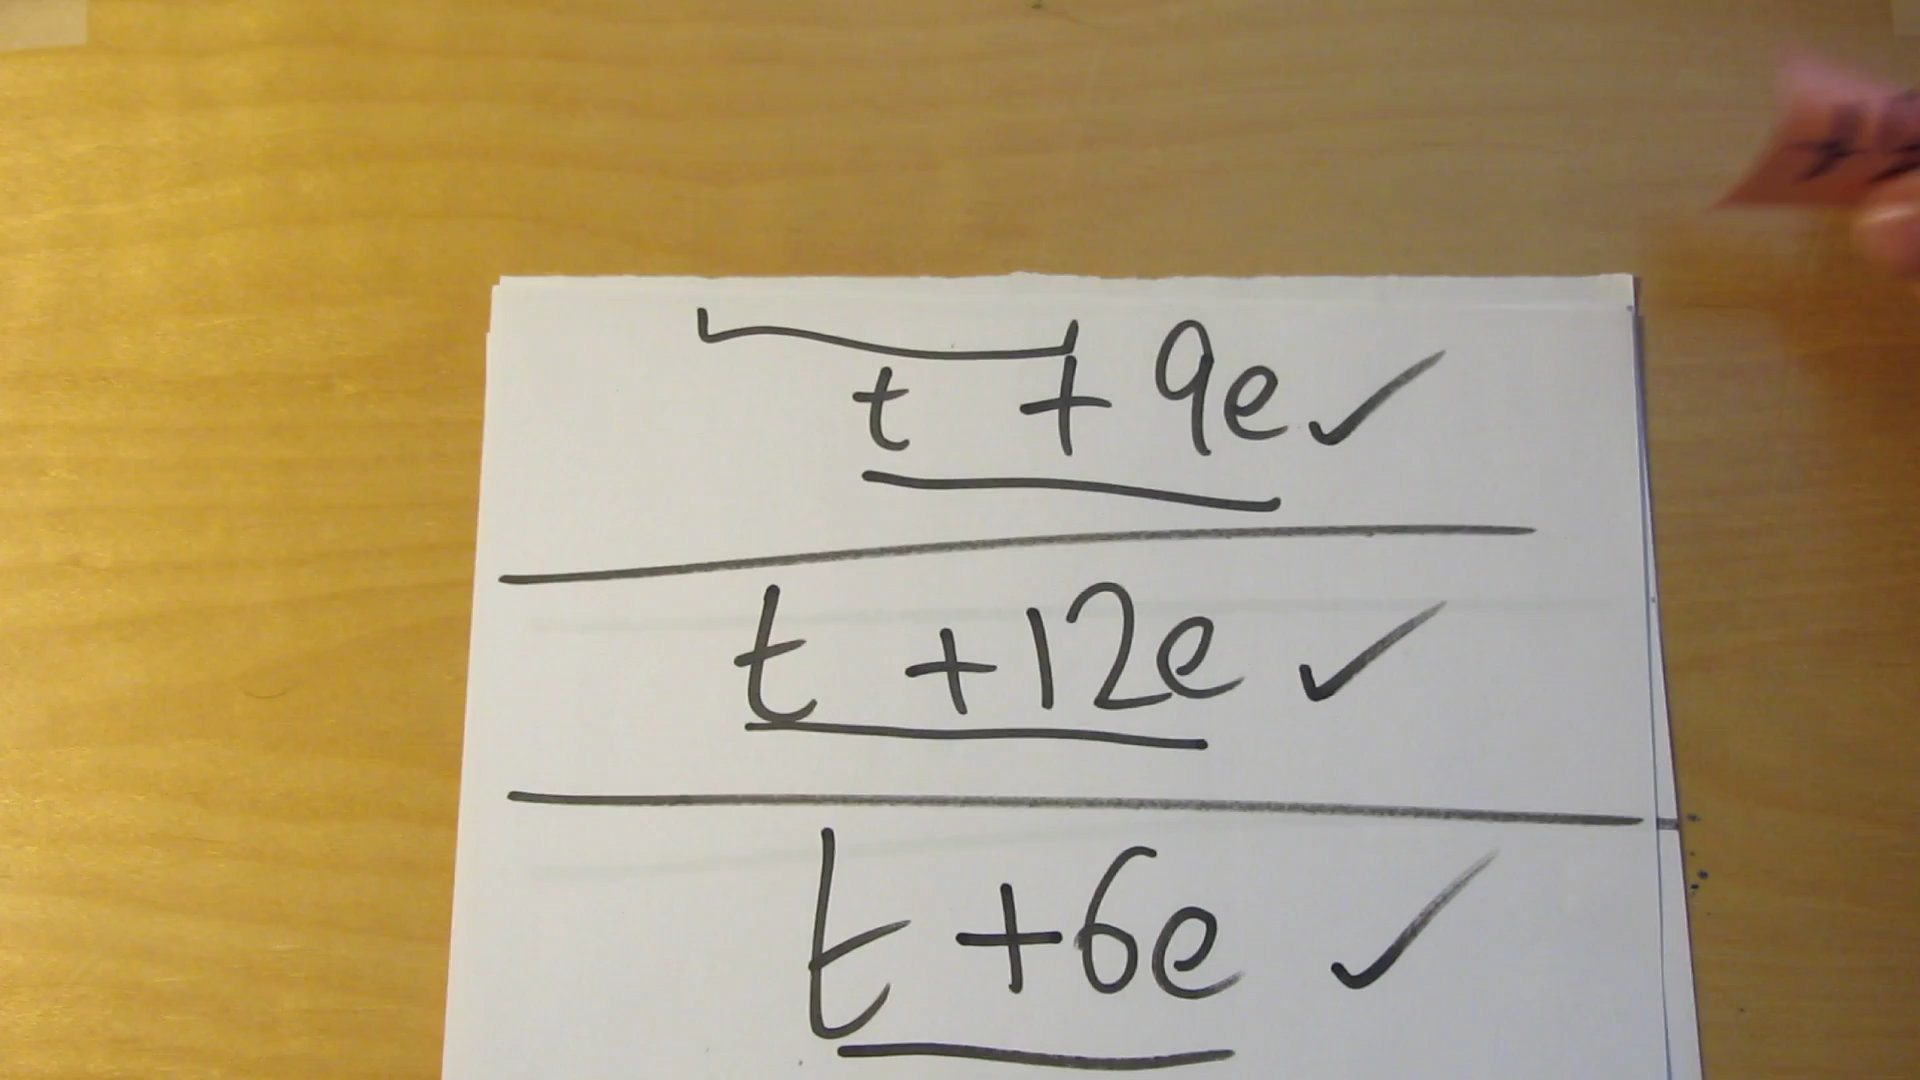 t + 9e ✓
t + 12e ✓
t + 6e ✓